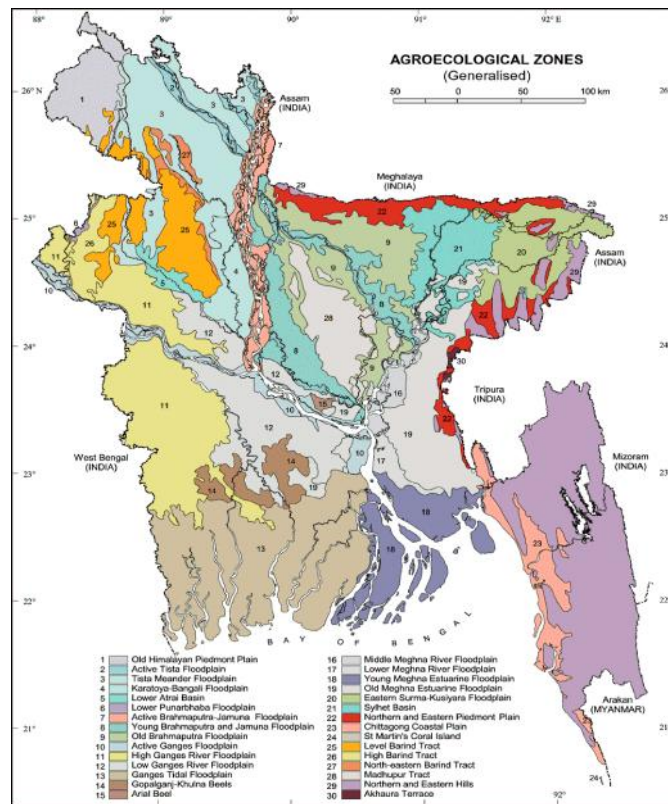 88° 89° 90° 91° 92° E
AGROECOLOGICAL ZONES
(Generalised)
50 0 50 100 km
26° N
Assam
(INDIA)
Meghalaya
(INDIA)
25°
Assam
(INDIA)
24°
Tripura
(INDIA)
West Bengal
(INDIA)
Mizoram
(INDIA)
23°
22°
BAY OF BENGAL
Arakan
(MYANMAR)
21°
92°
1 Old Himalayan Piedmont Plain
2 Active Tista Floodplain
3 Tista Meander Floodplain
4 Karatoya-Bangali Floodplain
5 Lower Atrai Basin
6 Lower Punarbhaba Floodplain
7 Active Brahmaputra-Jamuna Floodplain
8 Young Brahmaputra and Jamuna Floodplain
9 Old Brahmaputra Floodplain
10 Active Ganges Floodplain
11 High Ganges River Floodplain
12 Low Ganges River Floodplain
13 Ganges Tidal Floodplain
14 Gopalganj-Khulna Beels
15 Arial Beel
16 Middle Meghna River Floodplain
17 Lower Meghna River Floodplain
18 Young Meghna Estuarine Floodplain
19 Old Meghna Estuarine Floodplain
20 Eastern Surma-Kusiyara Floodplain
21 Sylhet Basin
22 Northern and Eastern Piedmont Plain
23 Chittagong Coastal Plain
24 St Martin's Coral Island
25 Level Barind Tract
26 High Barind Tract
27 North-eastern Barind Tract
28 Madhupur Tract
29 Northern and Eastern Hills
30 Akhaura Terrace